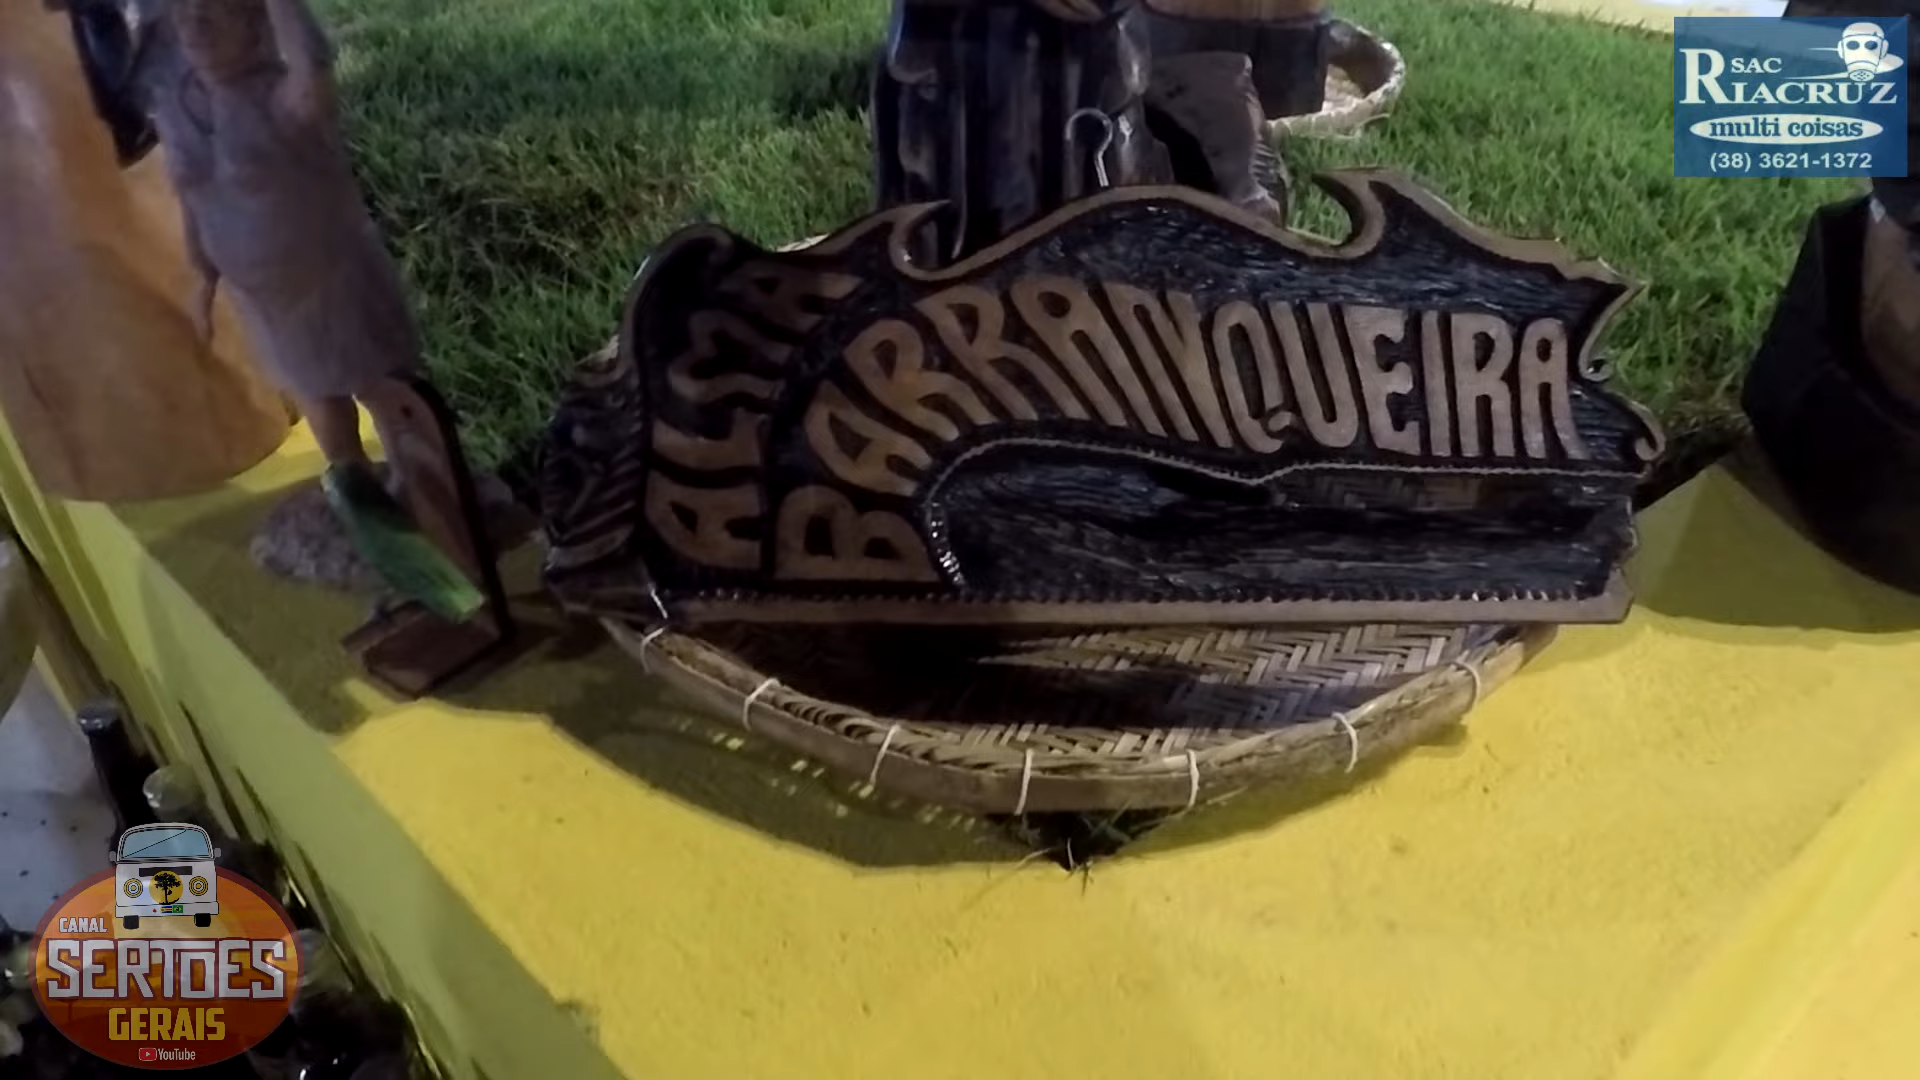 R SAC
RIACRUZ
multi coisas
(38) 3621-1372
ALMA
BARRANQUEIRA
CANAL
SERTÕES
GERAIS
YouTube